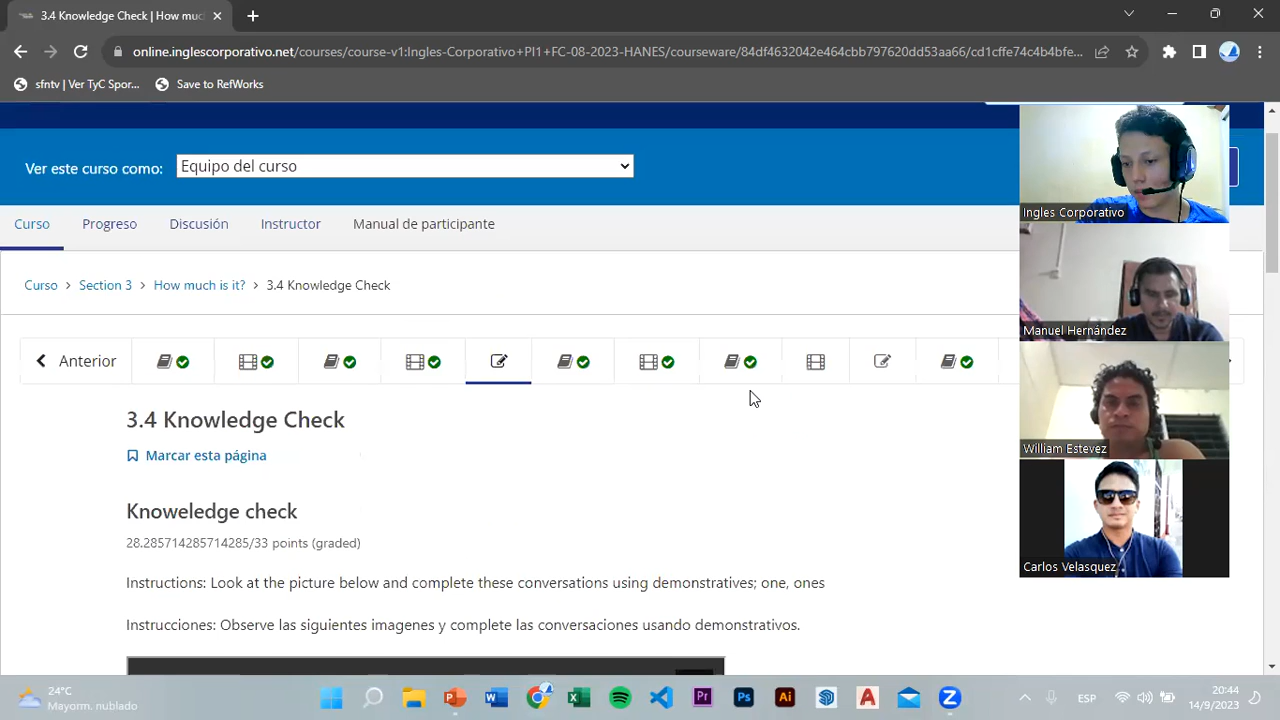 3.4 Knowledge Check | How muc
online.inglescorporativo.net/courses/course-v1:Ingles-Corporativo+PI1+FC-08-2023-HANES/courseware/84df4632042e464cbb797620dd53aa66/cd1cffe74c4b4bfe...
sfntv | Ver TyC Spor...
Save to RefWorks
Ver este curso como:
Equipo del curso
Curso
Progreso
Discusión
Instructor
Manual de participante
Curso > Section 3 > How much is it? > 3.4 Knowledge Check
Anterior
3.4 Knowledge Check
Marcar esta página
Knoweledge check
28.285714285714285/33 points (graded)
Instructions: Look at the picture below and complete these conversations using demonstratives; one, ones
Instrucciones: Observe las siguientes imagenes y complete las conversaciones usando demonstrativos.
Ingles Corporativo
Manuel Hernández
William Estevez
Carlos Velasquez
24°C
Mayorm. nublado
ESP
20:44
14/9/2023